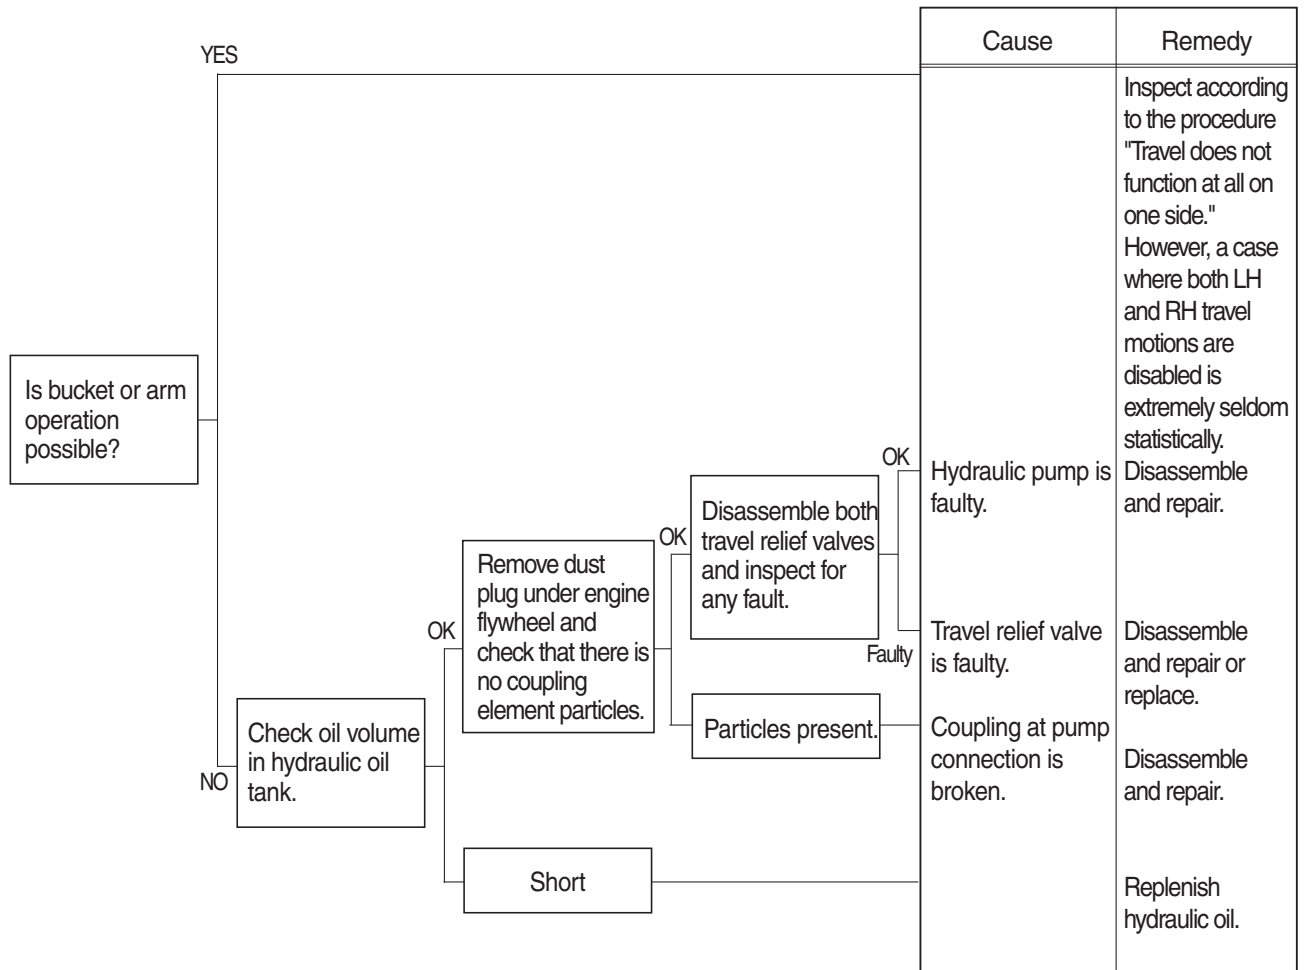 Cause
Remedy
YES
Inspect according
to the procedure
"Travel does not
function at all on
one side."
However, a case
where both LH
and RH travel
motions are
disabled is
extremely seldom
statistically.
Is bucket or arm
operation
possible?
NO
Check oil volume
in hydraulic oil
tank.
OK
Remove dust
plug under engine
flywheel and
check that there is
no coupling
element particles.
OK
Disassemble both
travel relief valves
and inspect for
any fault.
OK
Hydraulic pump is
faulty.
Disassemble
and repair.
Faulty
Travel relief valve
is faulty.
Disassemble
and repair or
replace.
Particles present.
Coupling at pump
connection is
broken.
Disassemble
and repair.
Short
Replenish
hydraulic oil.